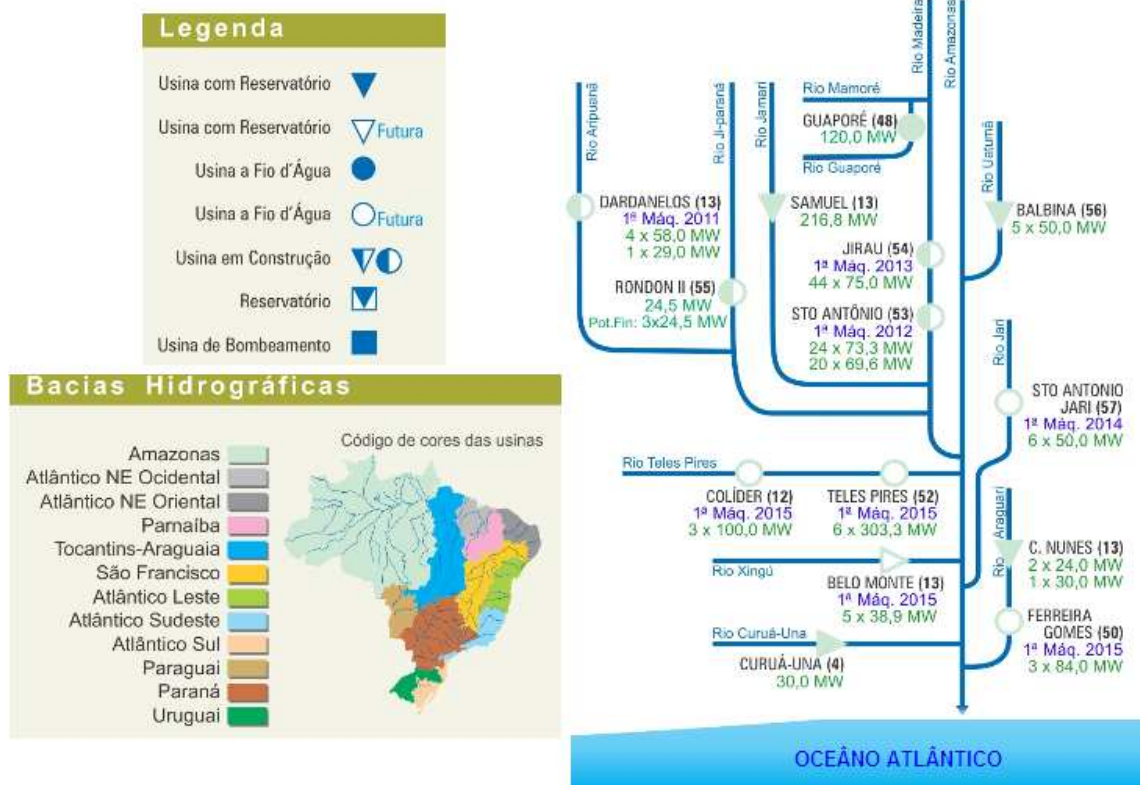 Legenda
Usina com Reservatório
Usina com Reservatório Futura
Usina a Fio d'Água
Usina a Fio d'Água Futura
Usina em Construção
Reservatório
Usina de Bombeamento
Bacias Hidrográficas
Código de cores das usinas
Amazonas
Atlântico NE Ocidental
Atlântico NE Oriental
Parnaíba
Tocantins-Araguaia
São Francisco
Atlântico Leste
Atlântico Sudeste
Atlântico Sul
Paraguai
Paraná
Uruguai
Rio Aripuanã
Rio Ji-paraná
Rio Jamari
Rio Madeira
Rio Amazonas
Rio Mamoré
GUAPORÉ (48)
120,0 MW
Rio Guaporé
Rio Uatumã
DARDANELOS (13)
1ª Máq. 2011
4 x 58,0 MW
1 x 29,0 MW
SAMUEL (13)
216,8 MW
BALBINA (56)
5 x 50,0 MW
JIRAU (54)
1ª Máq. 2013
44 x 75,0 MW
RONDON II (55)
24,5 MW
Pot.Fin: 3x24,5 MW
STO ANTÔNIO (53)
1ª Máq. 2012
24 x 73,3 MW
20 x 69,6 MW
Rio Jari
STO ANTONIO
JARI (57)
1ª Máq. 2014
6 x 50,0 MW
Rio Teles Pires
COLÍDER (12)
1ª Máq. 2015
3 x 100,0 MW
TELES PIRES (52)
1ª Máq. 2015
6 x 303,3 MW
Rio Araguari
C. NUNES (13)
2 x 24,0 MW
1 x 30,0 MW
Rio Xingú
BELO MONTE (13)
1ª Máq. 2015
5 x 38,9 MW
FERREIRA
GOMES (50)
1ª Máq. 2015
3 x 84,0 MW
Rio Curuá-Una
CURUÁ-UNA (4)
30,0 MW
OCEÂNO ATLÂNTICO